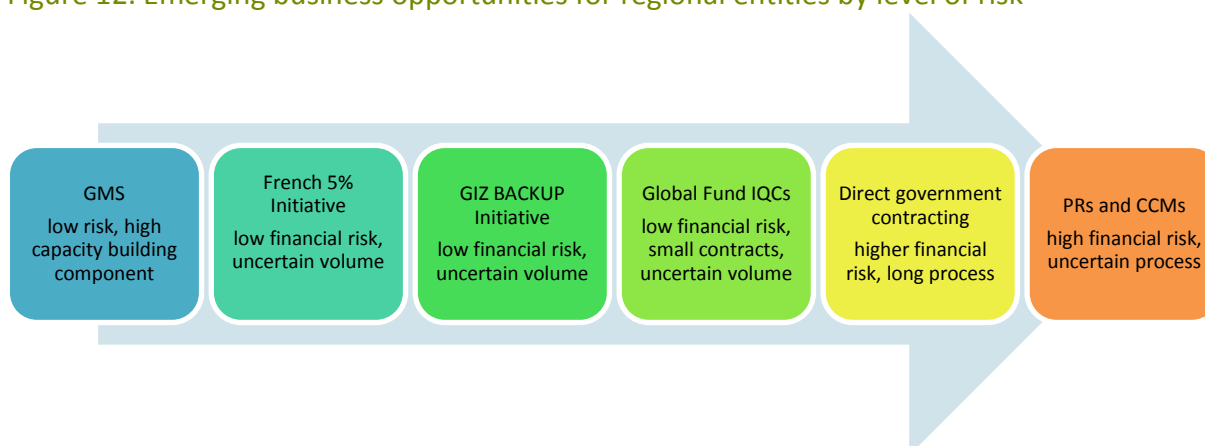 Figure 12. Emerging business opportunities for regional entities by level of risk
GMS
low risk, high
capacity building
component
French 5%
Initiative
low financial risk,
uncertain volume
GIZ BACKUP
Initiative
low financial risk,
uncertain volume
Global Fund IQCs
low financial risk,
small contracts,
uncertain volume
Direct government
contracting
higher financial
risk, long process
PRs and CCMs
high financial risk,
uncertain process